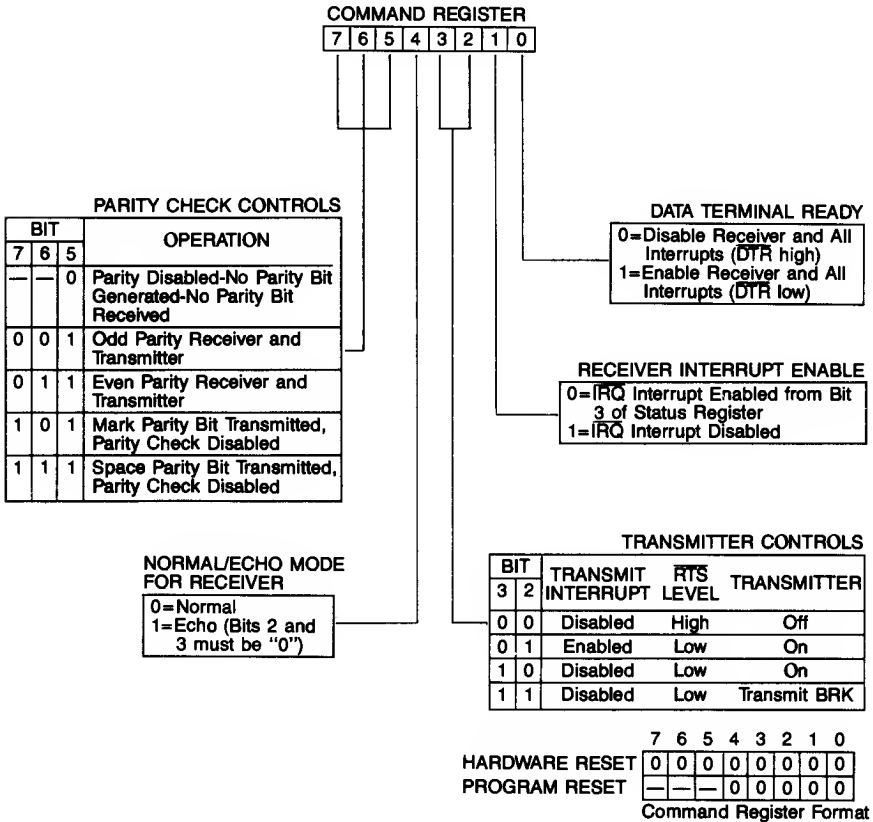 COMMAND REGISTER
7 6 5 4 3 2 1 0
PARITY CHECK CONTROLS
BIT
OPERATION
7 6 5
— — 0 Parity Disabled-No Parity Bit
Generated-No Parity Bit
Received
0 0 1 Odd Parity Receiver and
Transmitter
0 1 1 Even Parity Receiver and
Transmitter
1 0 1 Mark Parity Bit Transmitted,
Parity Check Disabled
1 1 1 Space Parity Bit Transmitted,
Parity Check Disabled
DATA TERMINAL READY
0=Disable Receiver and All
Interrupts (D̅T̅R̅ high)
1=Enable Receiver and All
Interrupts (D̅T̅R̅ low)
RECEIVER INTERRUPT ENABLE
0=I̅R̅Q̅ Interrupt Enabled from Bit
3 of Status Register
1=I̅R̅Q̅ Interrupt Disabled
NORMAL/ECHO MODE
FOR RECEIVER
0=Normal
1=Echo (Bits 2 and
3 must be “0”)
TRANSMITTER CONTROLS
BIT
3 2
TRANSMIT
INTERRUPT
R̅T̅S̅
LEVEL
TRANSMITTER
0 0 Disabled High Off
0 1 Enabled Low On
1 0 Disabled Low On
1 1 Disabled Low Transmit BRK
7 6 5 4 3 2 1 0
HARDWARE RESET 0 0 0 0 0 0 0 0
PROGRAM RESET — — — 0 0 0 0 0
Command Register Format